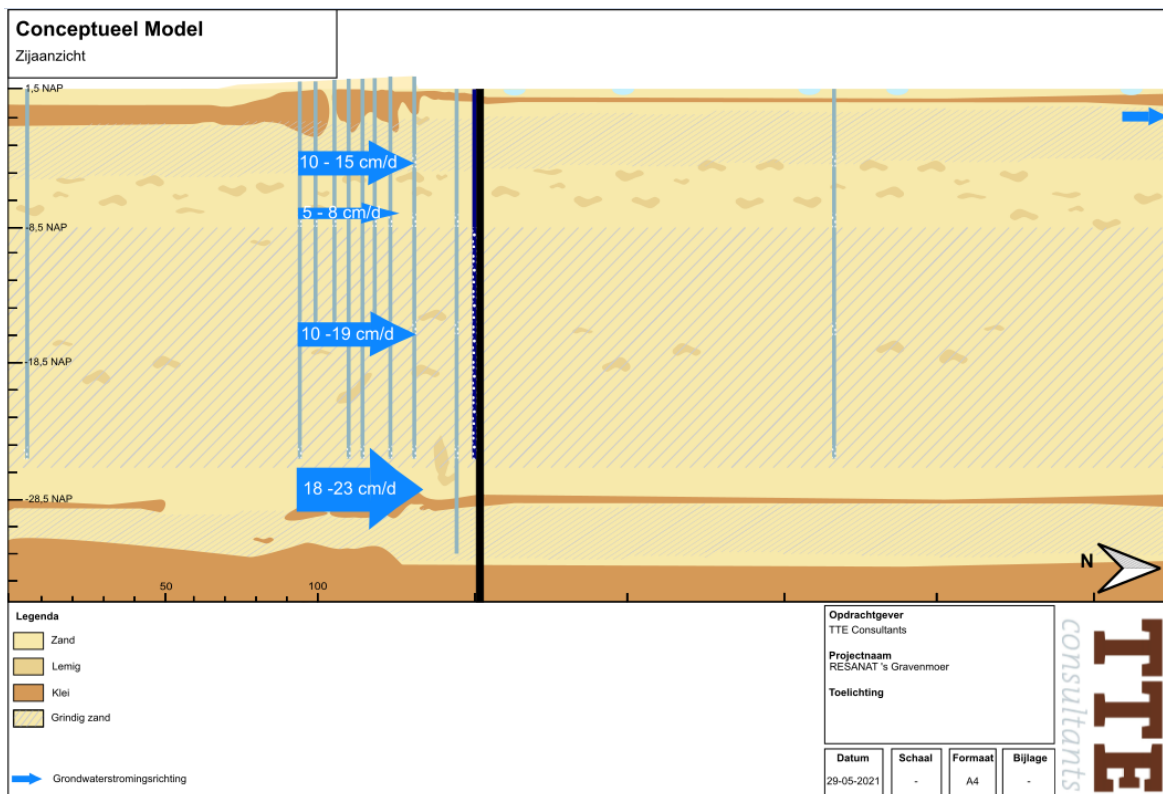 Conceptueel Model
Zijaanzicht
1,5 NAP
10 - 15 cm/d
5 - 8 cm/d
-8,5 NAP
10 -19 cm/d
-18,5 NAP
18 -23 cm/d
-28,5 NAP
N
50
100
Legenda
Zand
Lemig
Klei
Grindig zand
Grondwaterstromingsrichting
Opdrachtgever
TTE Consultants
Projectnaam
RESANAT 's Gravenmoer
Toelichting
Datum
Schaal
Formaat
Bijlage
29-05-2021
-
A4
-
TTE
consultants